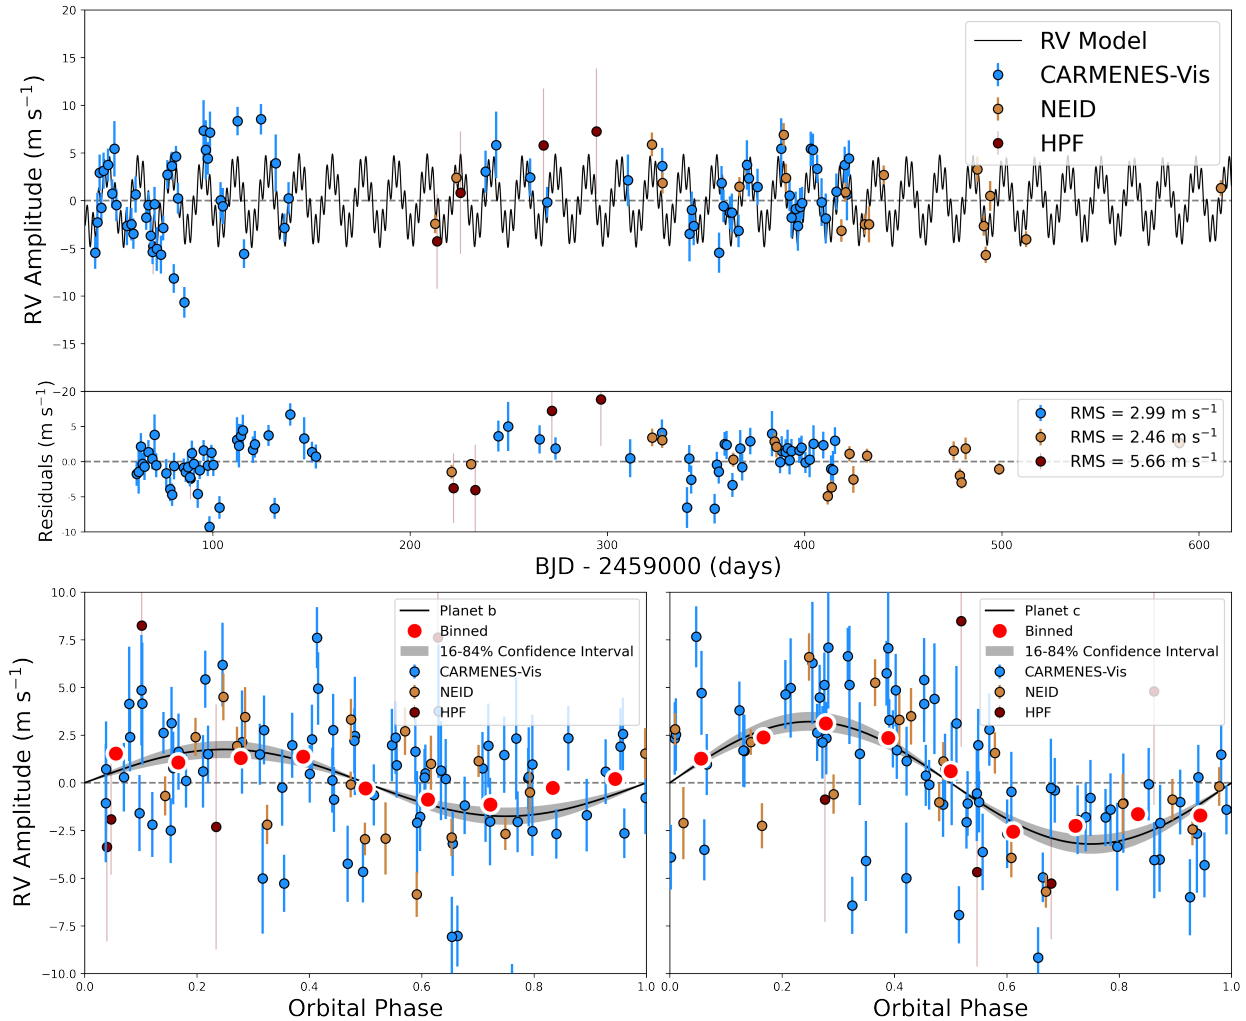 20
15
10
5
0
−5
−10
−15
−20
RV Amplitude (m s⁻¹)
RV Model
CARMENES-Vis
NEID
HPF
5
0.0
-5
-10
Residuals (m s⁻¹)
RMS = 2.99 m s⁻¹
RMS = 2.46 m s⁻¹
RMS = 5.66 m s⁻¹
100 200 300 400 500 600
BJD - 2459000 (days)
10.0
7.5
5.0
2.5
0.0
−2.5
−5.0
−7.5
−10.0
RV Amplitude (m s⁻¹)
Planet b
Binned
16-84% Confidence Interval
CARMENES-Vis
NEID
HPF
0.0 0.2 0.4 0.6 0.8 1.0
Orbital Phase
Planet c
Binned
16-84% Confidence Interval
CARMENES-Vis
NEID
HPF
0.0 0.2 0.4 0.6 0.8 1.0
Orbital Phase